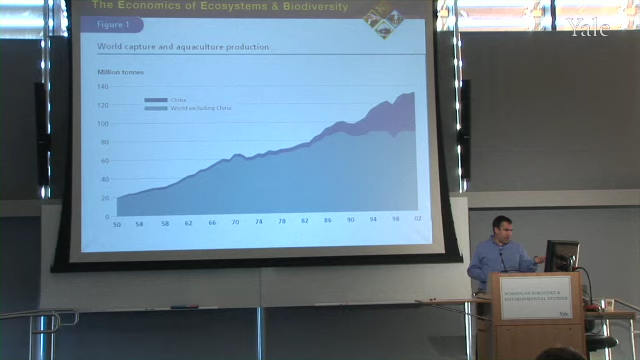 The Economics of Ecosystems & Biodiversity
Yale
Figure 1
World capture and aquaculture production
Million tonnes
140
120
100
80
60
40
20
0
China
World excluding China
50 54 58 62 66 70 74 78 82 86 90 94 98 02
Yale